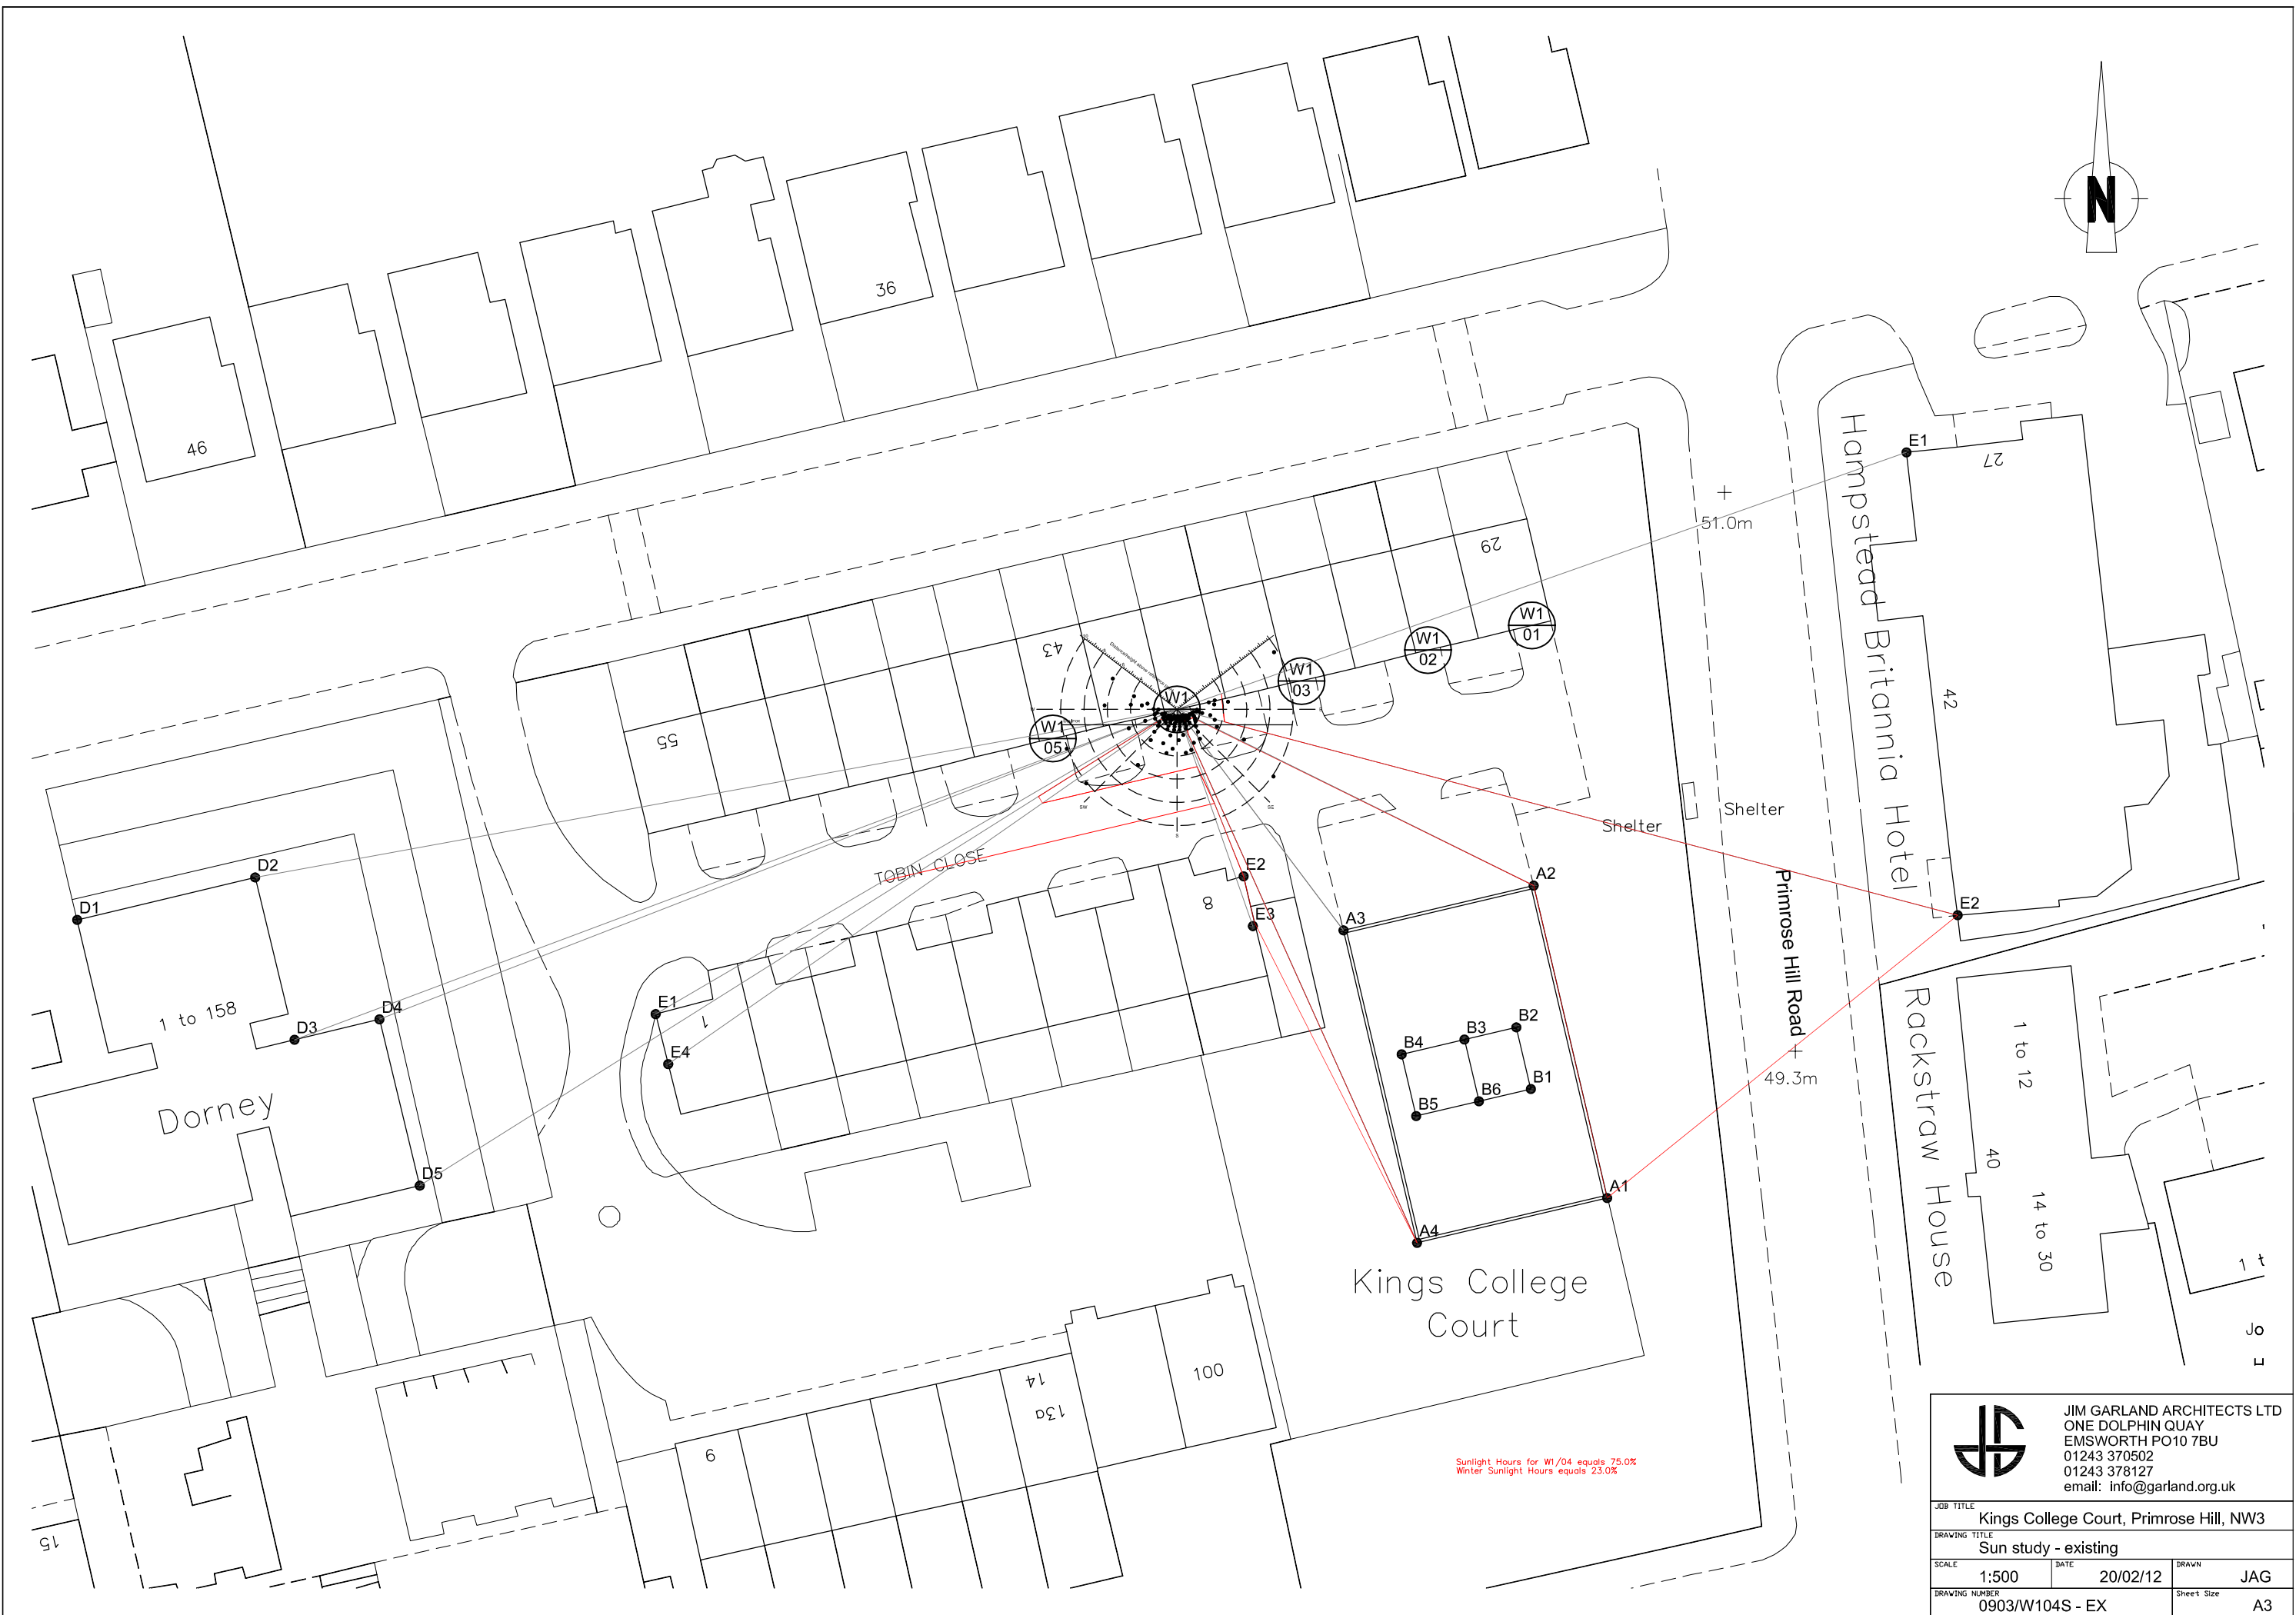 N
36
46
E1
27
51.0m
Hampstead Britannia Hotel
42
29
W1
01
W1
02
W1
03
W1
W1
05
43
55
SW
S
SE
Shelter
Shelter
TOBIN CLOSE
D2
D1
D3
D4
D5
1 to 158
Dorney
E1
1
E4
8
E2
E3
A3
A2
A1
A4
B4
B3
B2
B5
B6
B1
Primrose Hill Road
49.3m
E2
Rackstraw House
1 to 12
40
14 to 30
1 t
Jo
Kings College
Court
100
14
13a
9
15
Sunlight Hours for W1/04 equals 75.0%
Winter Sunlight Hours equals 23.0%
JIM GARLAND ARCHITECTS LTD
ONE DOLPHIN QUAY
EMSWORTH PO10 7BU
01243 370502
01243 378127
email: info@garland.org.uk
JOB TITLE
Kings College Court, Primrose Hill, NW3
DRAWING TITLE
Sun study - existing
SCALE
1:500
DATE
20/02/12
DRAWN
JAG
DRAWING NUMBER
0903/W104S - EX
Sheet Size
A3